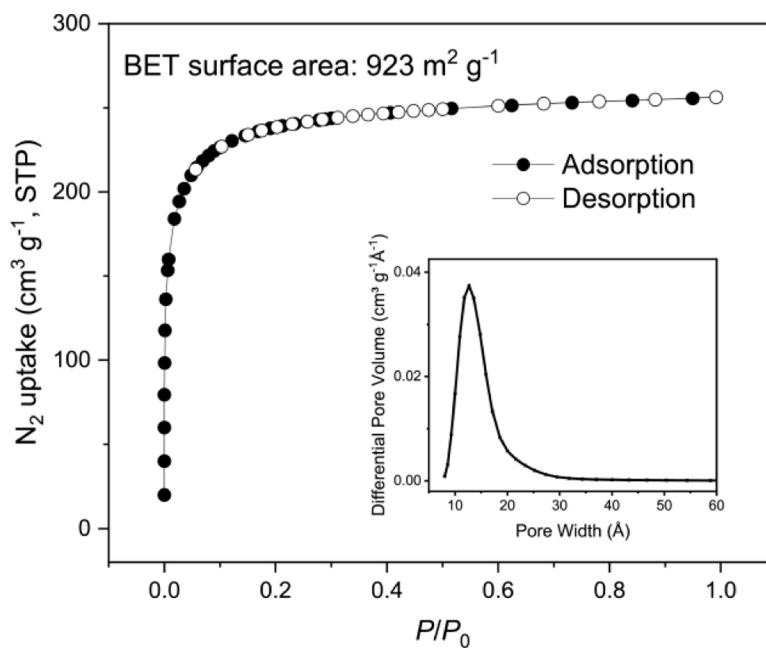 300
BET surface area: 923 m² g⁻¹
Adsorption
Desorption
200
100
0
N₂ uptake (cm³ g⁻¹, STP)
0.04
0.02
0.00
Differential Pore Volume (cm³ g⁻¹Å⁻¹)
10 20 30 40 50 60
Pore Width (Å)
0.0 0.2 0.4 0.6 0.8 1.0
P/P₀